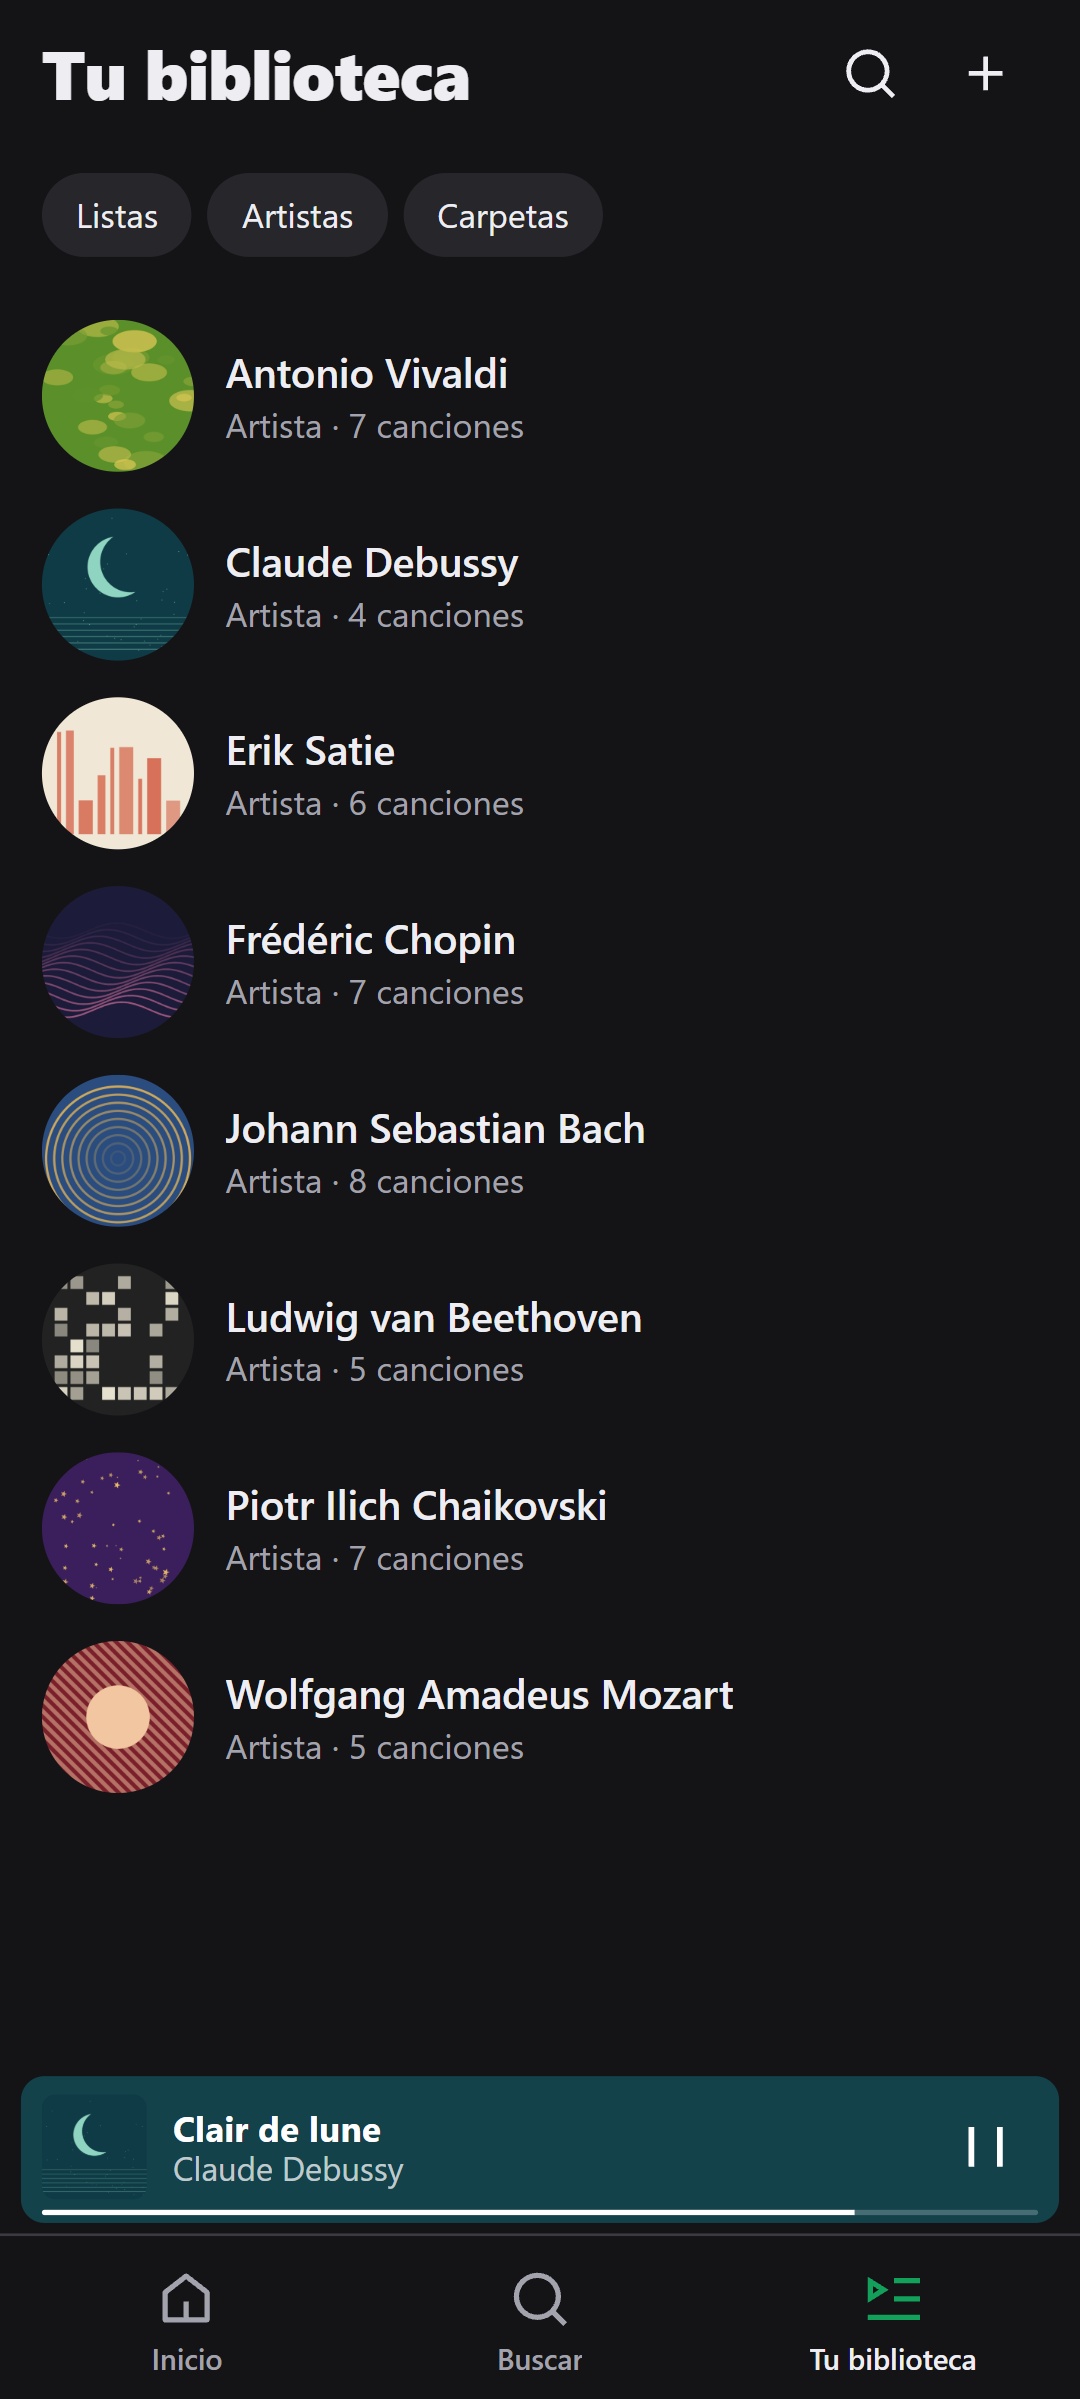 Tu biblioteca
Listas
Artistas
Carpetas
Antonio Vivaldi
Artista · 7 canciones
Claude Debussy
Artista · 4 canciones
Erik Satie
Artista · 6 canciones
Frédéric Chopin
Artista · 7 canciones
Johann Sebastian Bach
Artista · 8 canciones
Ludwig van Beethoven
Artista · 5 canciones
Piotr Ilich Chaikovski
Artista · 7 canciones
Wolfgang Amadeus Mozart
Artista · 5 canciones
Clair de lune
Claude Debussy
Inicio
Buscar
Tu biblioteca